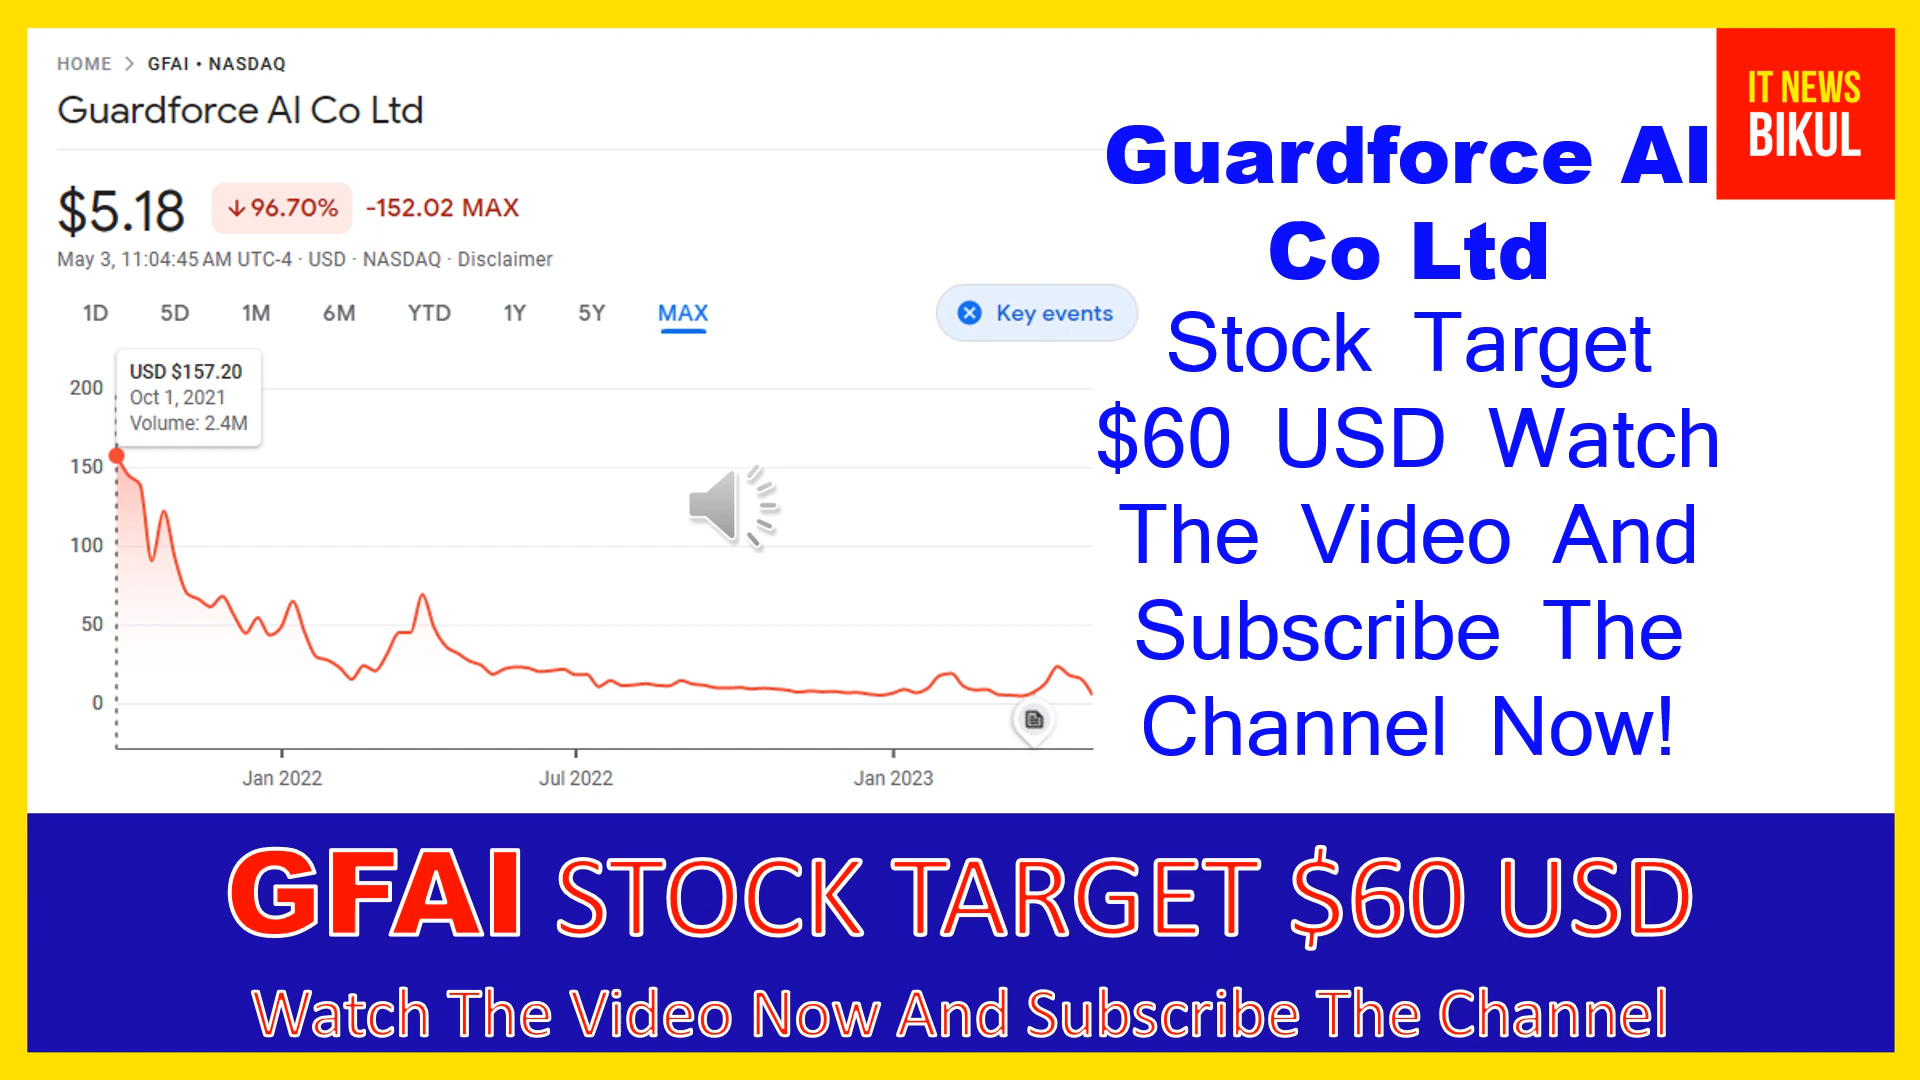 HOME > GFAI • NASDAQ
Guardforce AI Co Ltd
$5.18 ↓96.70% -152.02 MAX
May 3, 11:04:45 AM UTC-4 · USD · NASDAQ · Disclaimer
1D 5D 1M 6M YTD 1Y 5Y MAX
Key events
USD $157.20
Oct 1, 2021
Volume: 2.4M
200
150
100
50
0
Jan 2022 Jul 2022 Jan 2023
IT NEWS
BIKUL
Guardforce AI
Co Ltd
Stock Target
$60 USD Watch
The Video And
Subscribe The
Channel Now!
GFAI STOCK TARGET $60 USD
Watch The Video Now And Subscribe The Channel